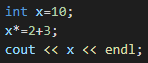 int x=10;
x*=2+3;
cout << x << endl;